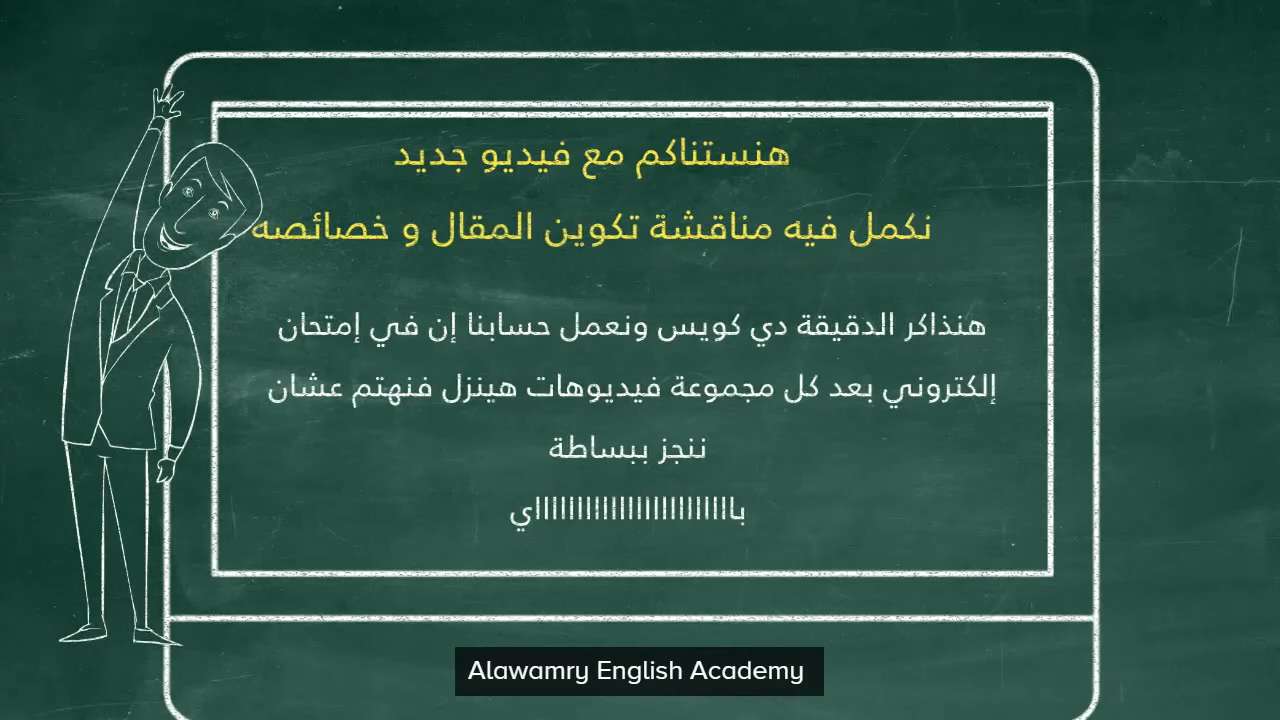 هنستناكم مع فيديو جديد
نكمل فيه مناقشة تكوين المقال و خصائصه
هنذاكر الدقيقة دي كويس ونعمل حسابنا إن في إمتحان
إلكتروني بعد كل مجموعة فيديوهات هينزل فنهتم عشان
ننجز ببساطة
بااااااااااااااااااااااااي
Alawamry English Academy